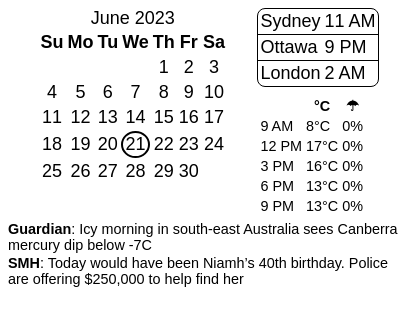 June 2023
Su Mo Tu We Th Fr Sa
1 2 3
4 5 6 7 8 9 10
11 12 13 14 15 16 17
18 19 20 21 22 23 24
25 26 27 28 29 30
Sydney 11 AM
Ottawa 9 PM
London 2 AM
°C ☂
9 AM 8°C 0%
12 PM 17°C 0%
3 PM 16°C 0%
6 PM 13°C 0%
9 PM 13°C 0%
Guardian: Icy morning in south-east Australia sees Canberra
mercury dip below -7C
SMH: Today would have been Niamh’s 40th birthday. Police
are offering $250,000 to help find her